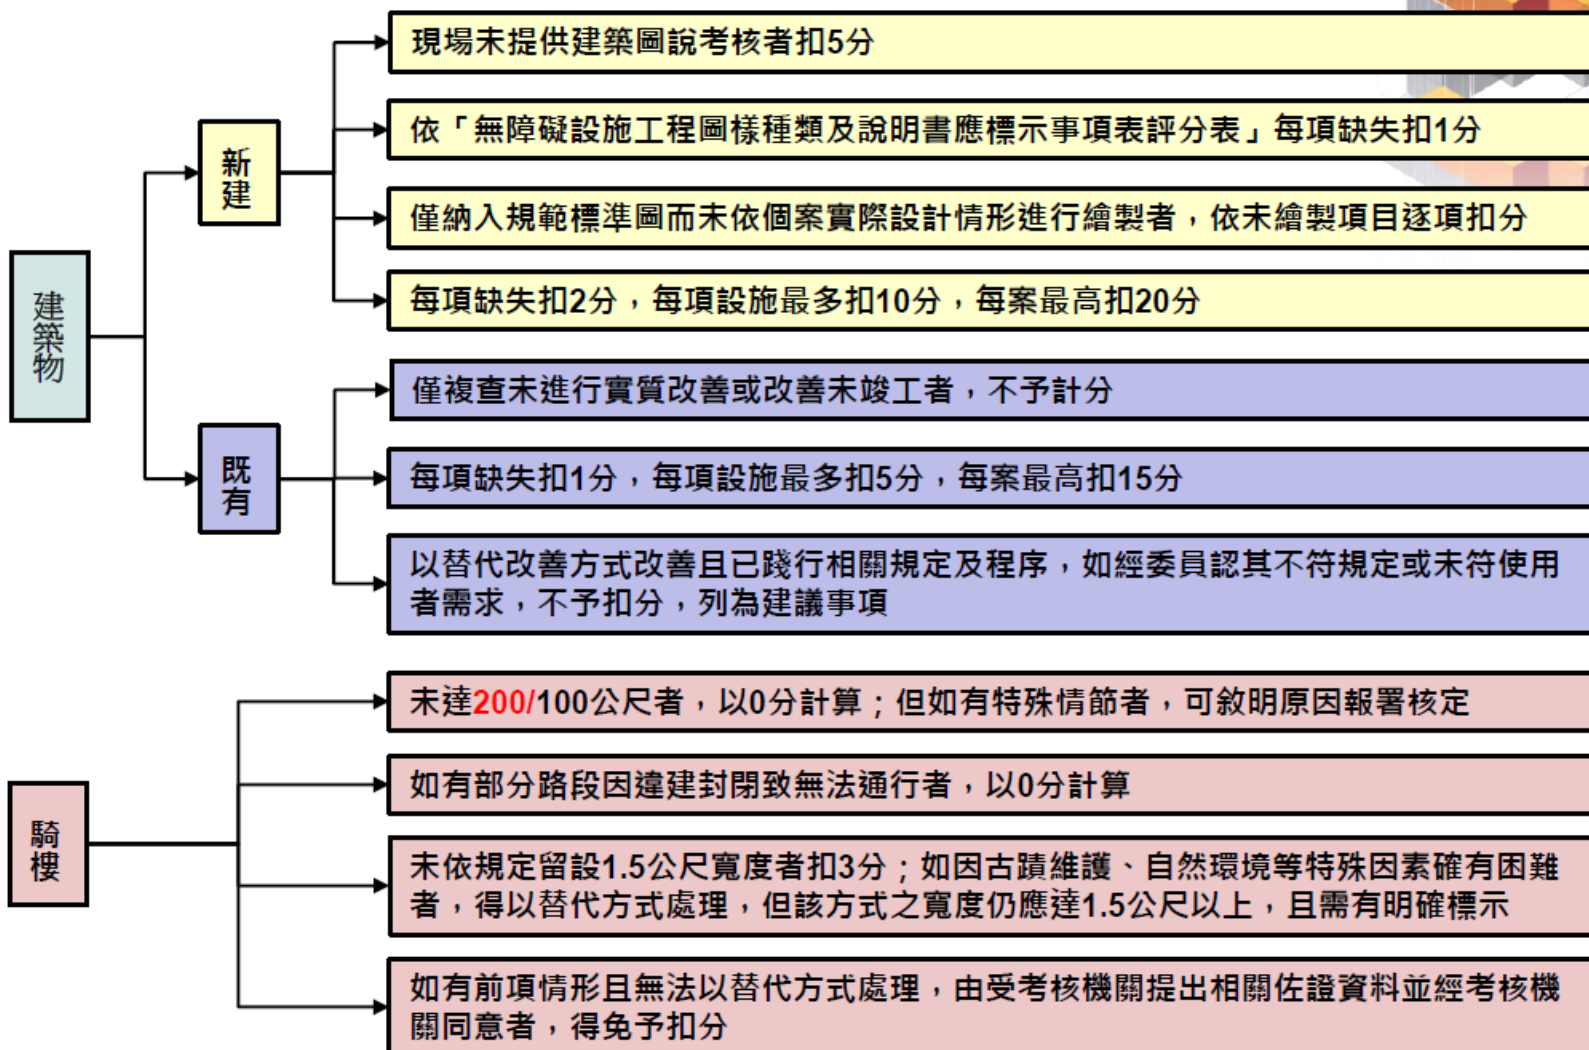 建築物
新建
現場未提供建築圖說考核者扣5分
依「無障礙設施工程圖樣種類及說明書應標示事項表評分表」每項缺失扣1分
僅納入規範標準圖而未依個案實際設計情形進行繪製者，依未繪製項目逐項扣分
每項缺失扣2分，每項設施最多扣10分，每案最高扣20分
既有
僅複查未進行實質改善或改善未竣工者，不予計分
每項缺失扣1分，每項設施最多扣5分，每案最高扣15分
以替代改善方式改善且已踐行相關規定及程序，如經委員認其不符規定或未符使用
者需求，不予扣分，列為建議事項
騎樓
未達200/100公尺者，以0分計算；但如有特殊情節者，可敘明原因報署核定
如有部分路段因違建封閉致無法通行者，以0分計算
未依規定留設1.5公尺寬度者扣3分；如因古蹟維護、自然環境等特殊因素確有困難
者，得以替代方式處理，但該方式之寬度仍應達1.5公尺以上，且需有明確標示
如有前項情形且無法以替代方式處理，由受考核機關提出相關佐證資料並經考核機
關同意者，得免予扣分